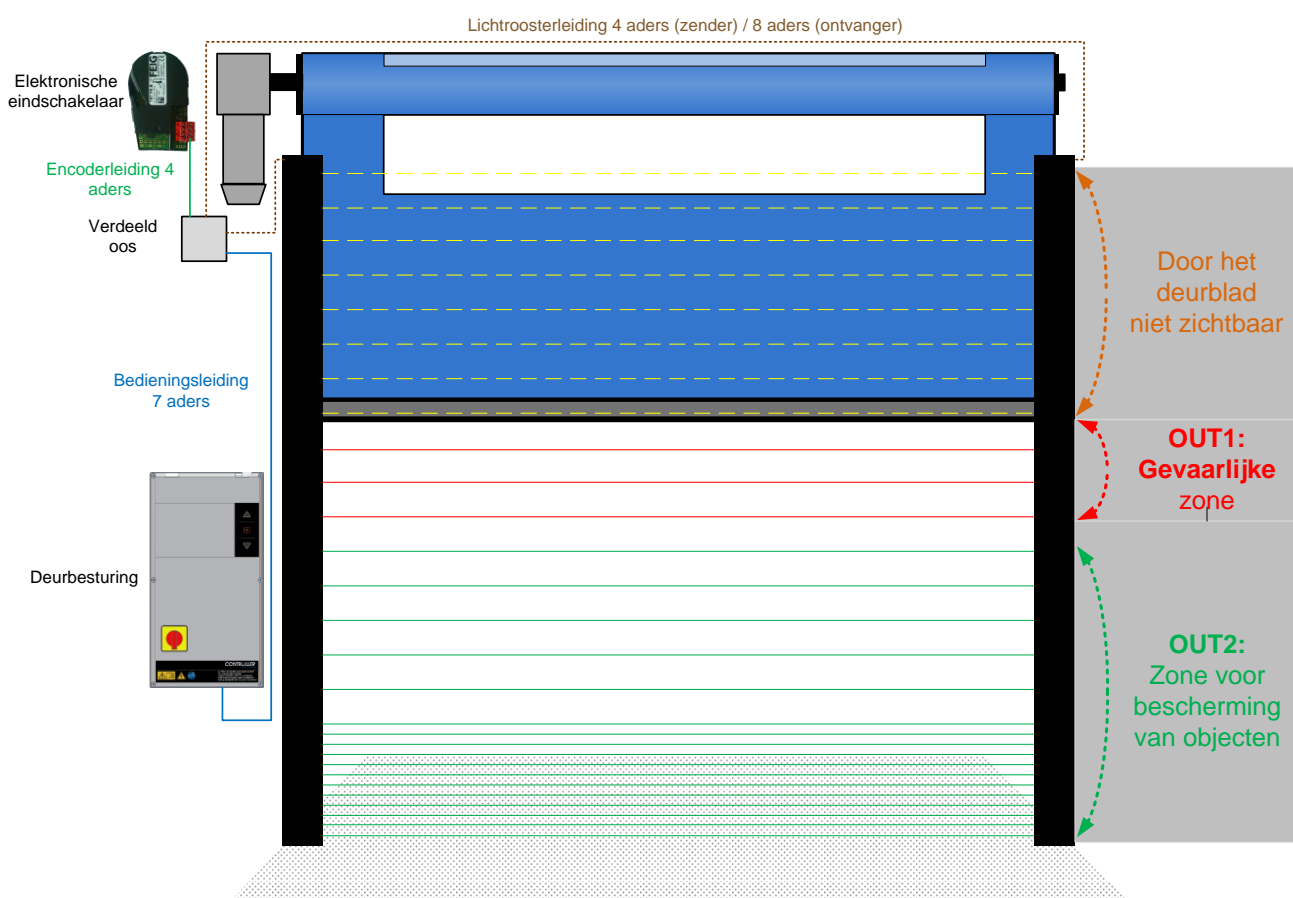 Lichtroosterleiding 4 aders (zender) / 8 aders (ontvanger)
Elektronische
eindschakelaar
FEIG
Encoderleiding 4
aders
Verdeeld
oos
Door het
deurblad
niet zichtbaar
Bedieningsleiding
7 aders
OUT1:
Gevaarlijke
zone
Deurbesturing
OUT2:
Zone voor
bescherming
van objecten